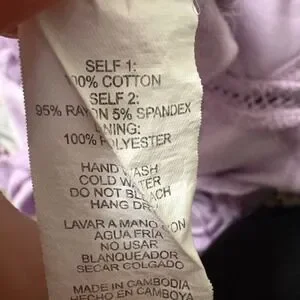 SELF 1:
100% COTTON
SELF 2:
95% RAYON 5% SPANDEX
LINING:
100% POLYESTER
HAND WASH
COLD WATER
DO NOT BLEACH
HANG DRY
LAVAR A MANO CON
AGUA FRIA
NO USAR
BLANQUEADOR
SECAR COLGADO
MADE IN CAMBODIA
HECHO EN CAMBOYA